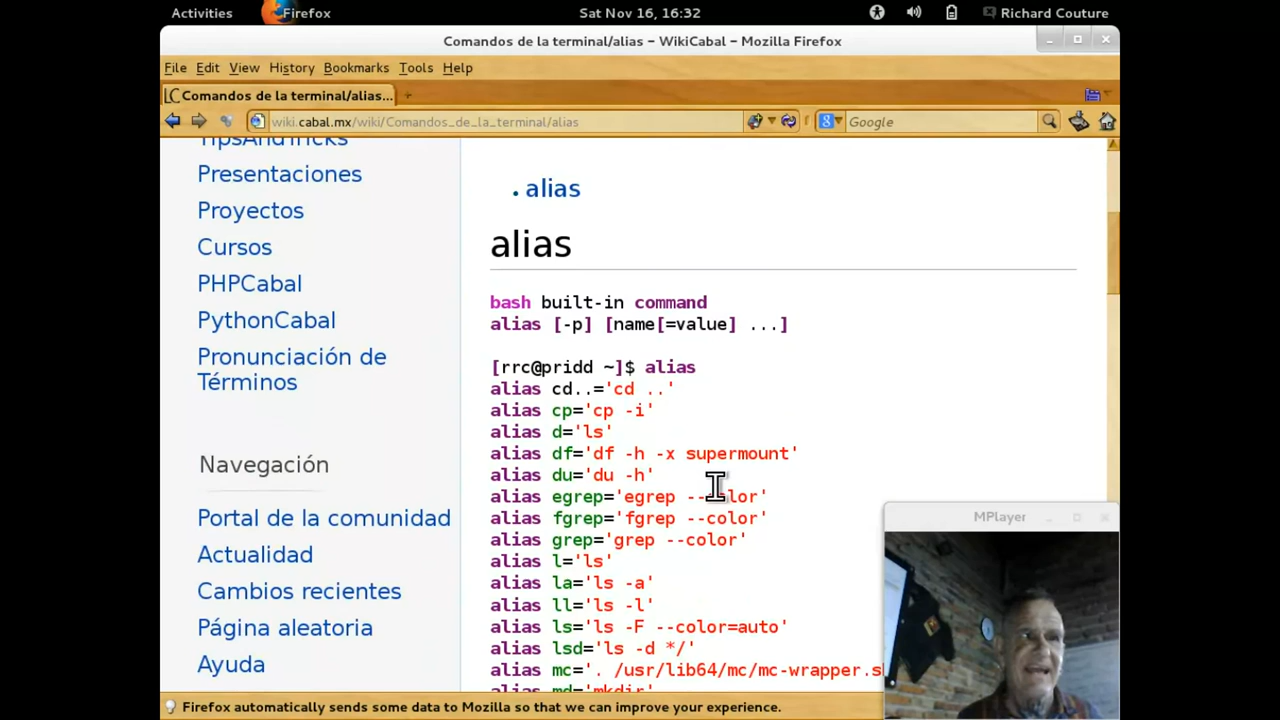 Activities Firefox Sat Nov 16, 16:32 Richard Couture
Comandos de la terminal/alias – WikiCabal – Mozilla Firefox
File Edit View History Bookmarks Tools Help
Comandos de la terminal/alias...
wiki.cabal.mx/wiki/Comandos_de_la_terminal/alias Google
TipsAndTricks
Presentaciones
Proyectos
Cursos
PHPCabal
PythonCabal
Pronunciación de
Términos
Navegación
Portal de la comunidad
Actualidad
Cambios recientes
Página aleatoria
Ayuda
• alias
alias
bash built-in command
alias [-p] [name[=value] ...]
[rrc@pridd ~]$ alias
alias cd..='cd ..'
alias cp='cp -i'
alias d='ls'
alias df='df -h -x supermount'
alias du='du -h'
alias egrep='egrep --color'
alias fgrep='fgrep --color'
alias grep='grep --color'
alias l='ls'
alias la='ls -a'
alias ll='ls -l'
alias ls='ls -F --color=auto'
alias lsd='ls -d */'
alias mc='. /usr/lib64/mc/mc-wrapper.s
alias md='mkdir'
MPlayer
Firefox automatically sends some data to Mozilla so that we can improve your experience.